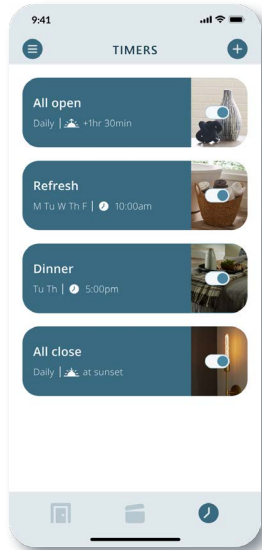 9:41
TIMERS
All open
Daily | +1hr 30min
Refresh
M Tu W Th F | 10:00am
Dinner
Tu Th | 5:00pm
All close
Daily | at sunset